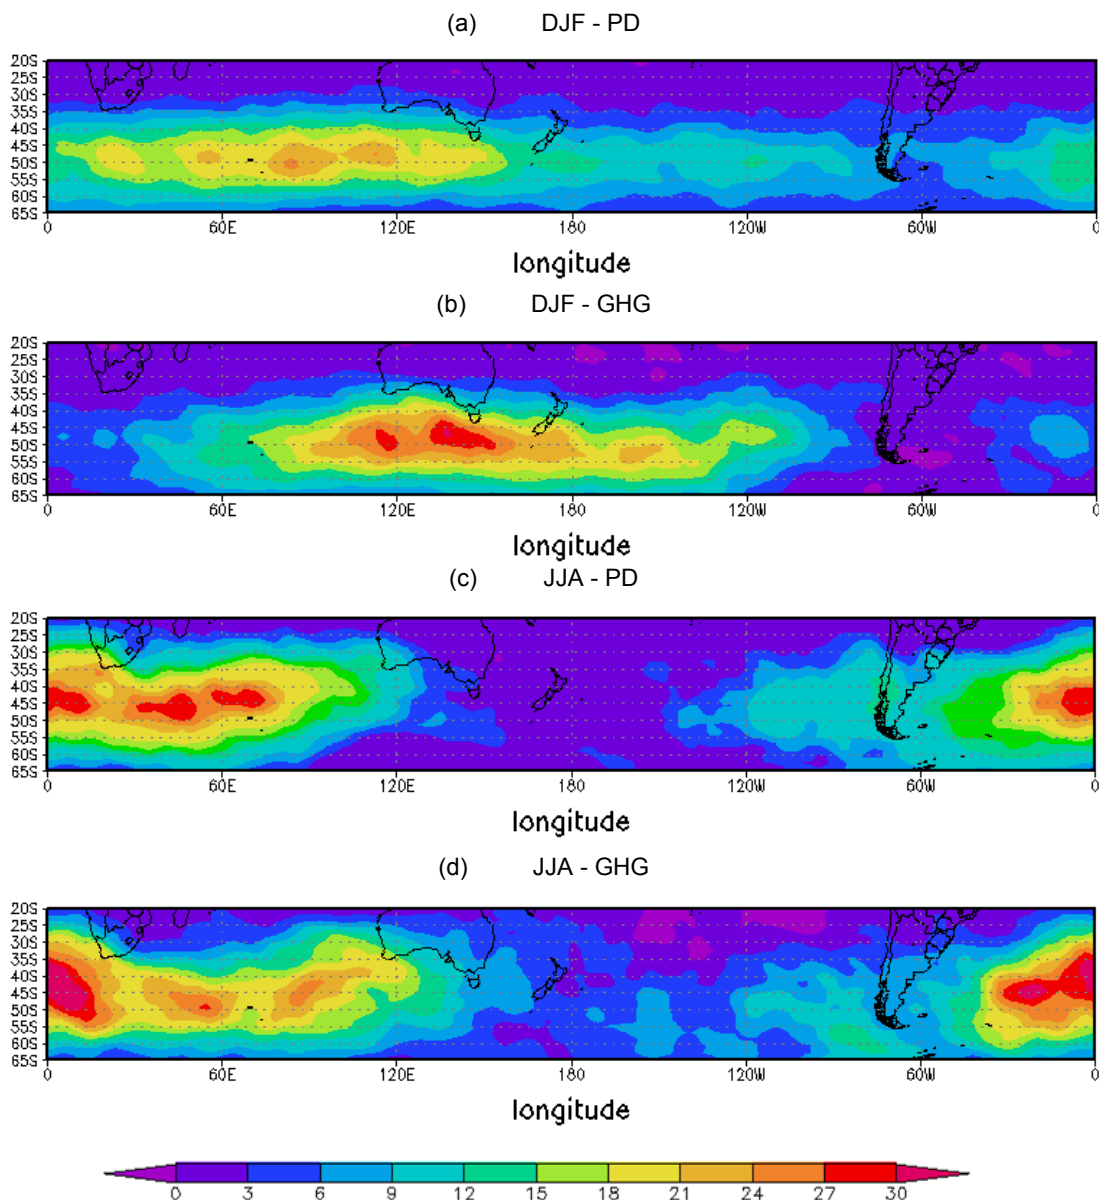 (a) DJF - PD
20S
25S
30S
35S
40S
45S
50S
55S
60S
65S
0 60E 120E 180 120W 60W 0
longitude
(b) DJF - GHG
20S
25S
30S
35S
40S
45S
50S
55S
60S
65S
0 60E 120E 180 120W 60W 0
longitude
(c) JJA - PD
20S
25S
30S
35S
40S
45S
50S
55S
60S
65S
0 60E 120E 180 120W 60W 0
longitude
(d) JJA - GHG
20S
25S
30S
35S
40S
45S
50S
55S
60S
65S
0 60E 120E 180 120W 60W 0
longitude
0 3 6 9 12 15 18 21 24 27 30